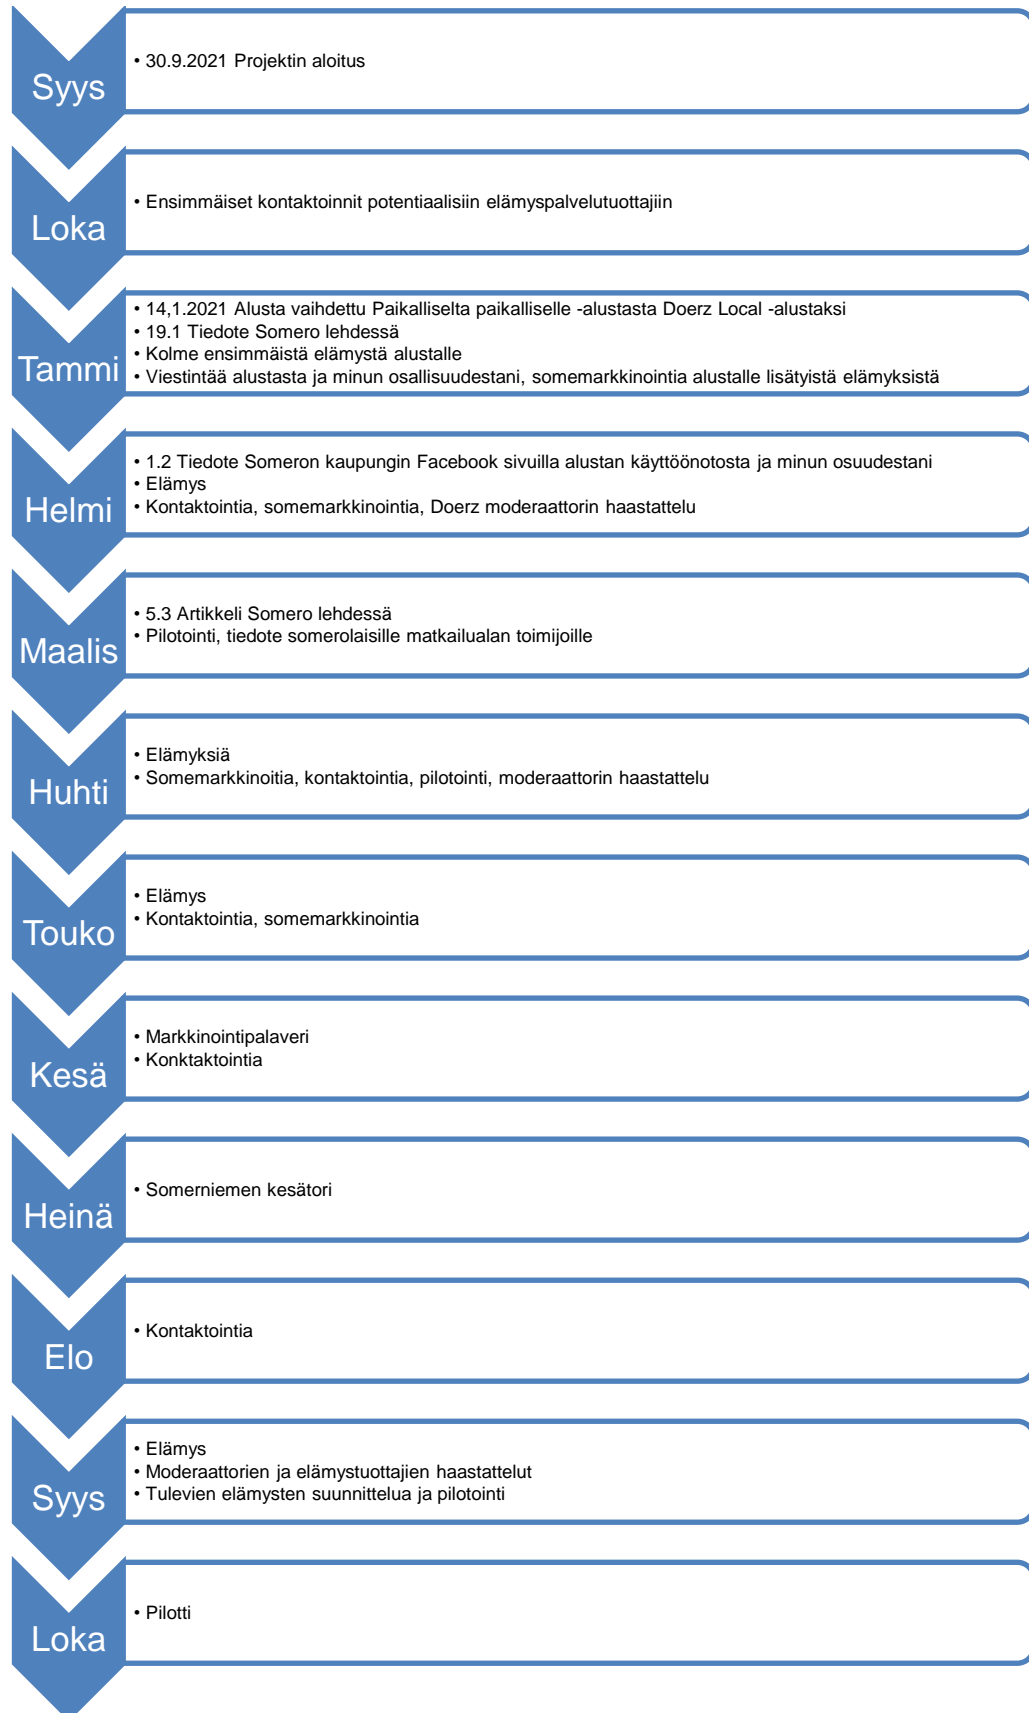 Syys
• 30.9.2021 Projektin aloitus
Loka
• Ensimmäiset kontaktoinnit potentiaalisiin elämyspalvelutuottajiin
Tammi
• 14,1.2021 Alusta vaihdettu Paikalliselta paikalliselle -alustasta Doerz Local -alustaksi
• 19.1 Tiedote Somero lehdessä
• Kolme ensimmäistä elämystä alustalle
• Viestintää alustasta ja minun osallisuudestani, somemarkkinointia alustalle lisätyistä elämyksistä
Helmi
• 1.2 Tiedote Someron kaupungin Facebook sivuilla alustan käyttöönotosta ja minun osuudestani
• Elämys
• Kontaktointia, somemarkkinointia, Doerz moderaattorin haastattelu
Maalis
• 5.3 Artikkeli Somero lehdessä
• Pilotointi, tiedote somerolaisille matkailualan toimijoille
Huhti
• Elämyksiä
• Somemarkkinoitia, kontaktointia, pilotointi, moderaattorin haastattelu
Touko
• Elämys
• Kontaktointia, somemarkkinointia
Kesä
• Markkinointipalaveri
• Konktaktointia
Heinä
• Somerniemen kesätori
Elo
• Kontaktointia
Syys
• Elämys
• Moderaattorien ja elämystuottajien haastattelut
• Tulevien elämysten suunnittelua ja pilotointi
Loka
• Pilotti